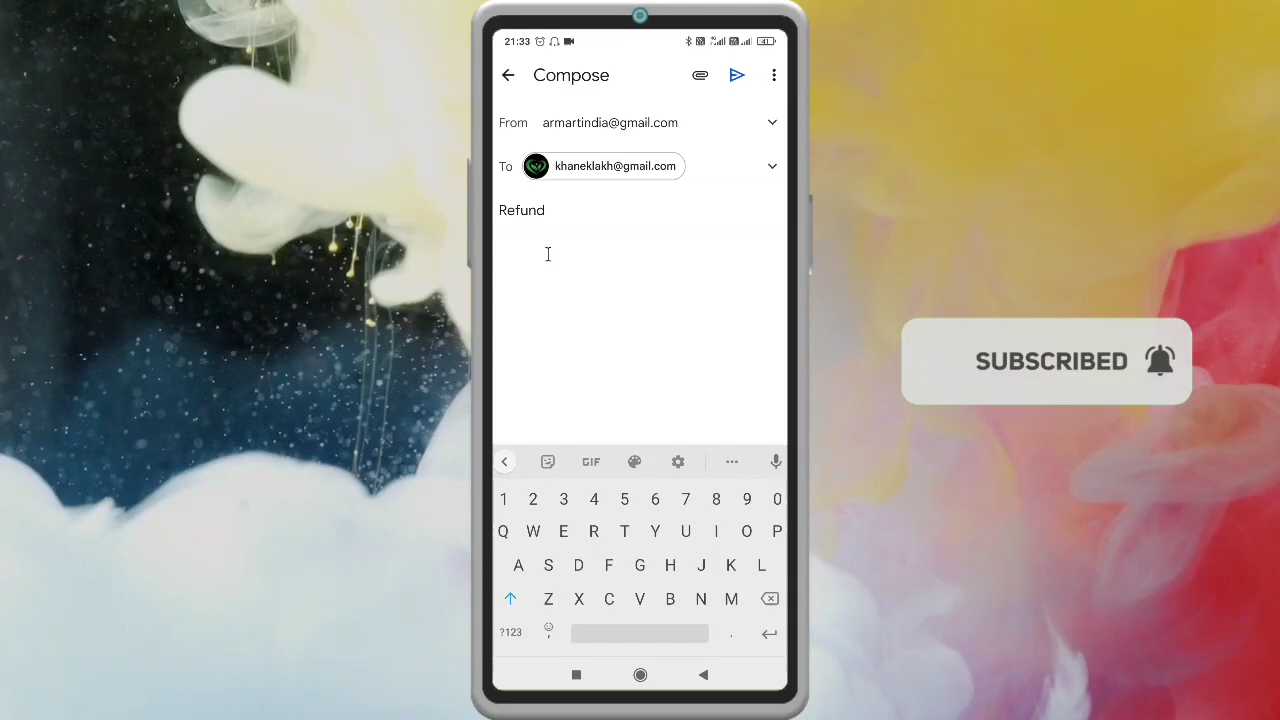 21:33 41
Compose
From armartindia@gmail.com
To khaneklakh@gmail.com
Refund
SUBSCRIBED
GIF
1 2 3 4 5 6 7 8 9 0
Q W E R T Y U I O P
A S D F G H J K L
Z X C V B N M
?123 , .